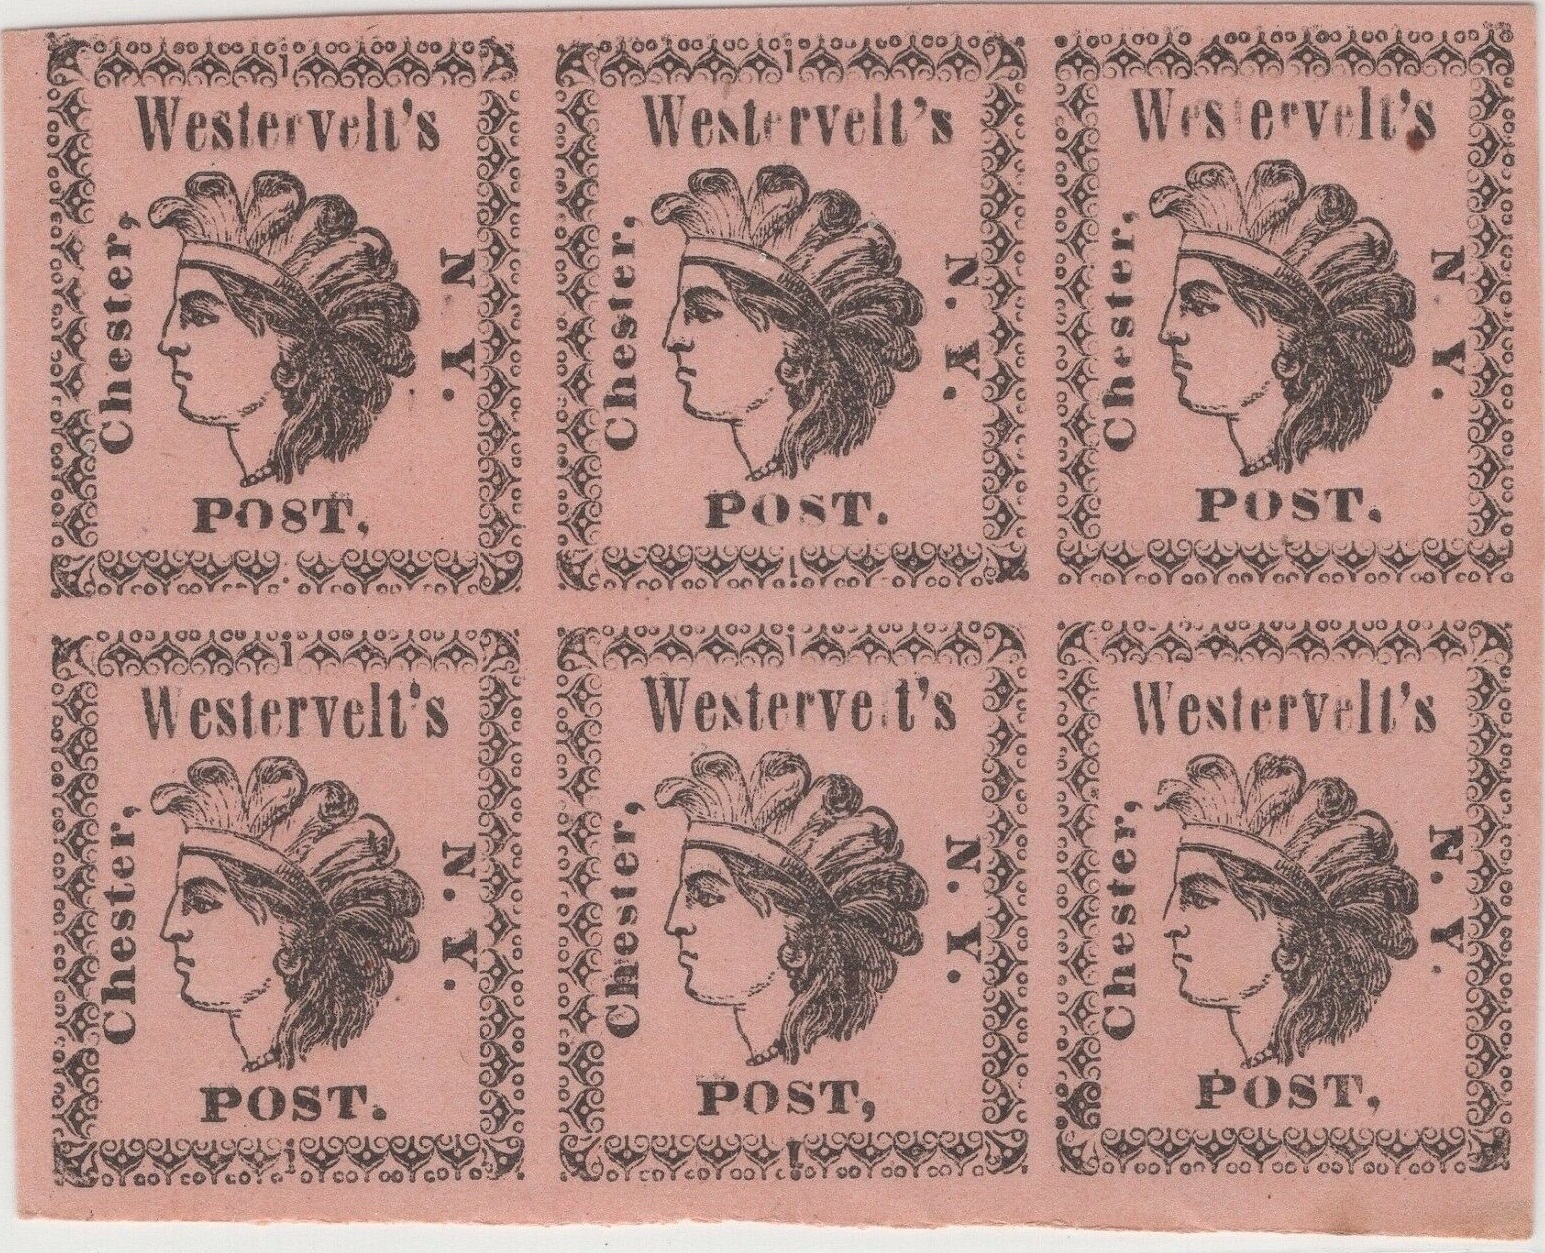 Westervelt's
Chester,
N Y.
POST,
Westervelt's
Chester,
N. Y.
POST.
Westervelt's
Chester,
N Y.
POST.
Westervelt's
Chester,
N. Y.
POST.
Westervelt's
Chester,
N. Y.
POST,
Westervelt's
Chester,
N. Y.
POST,